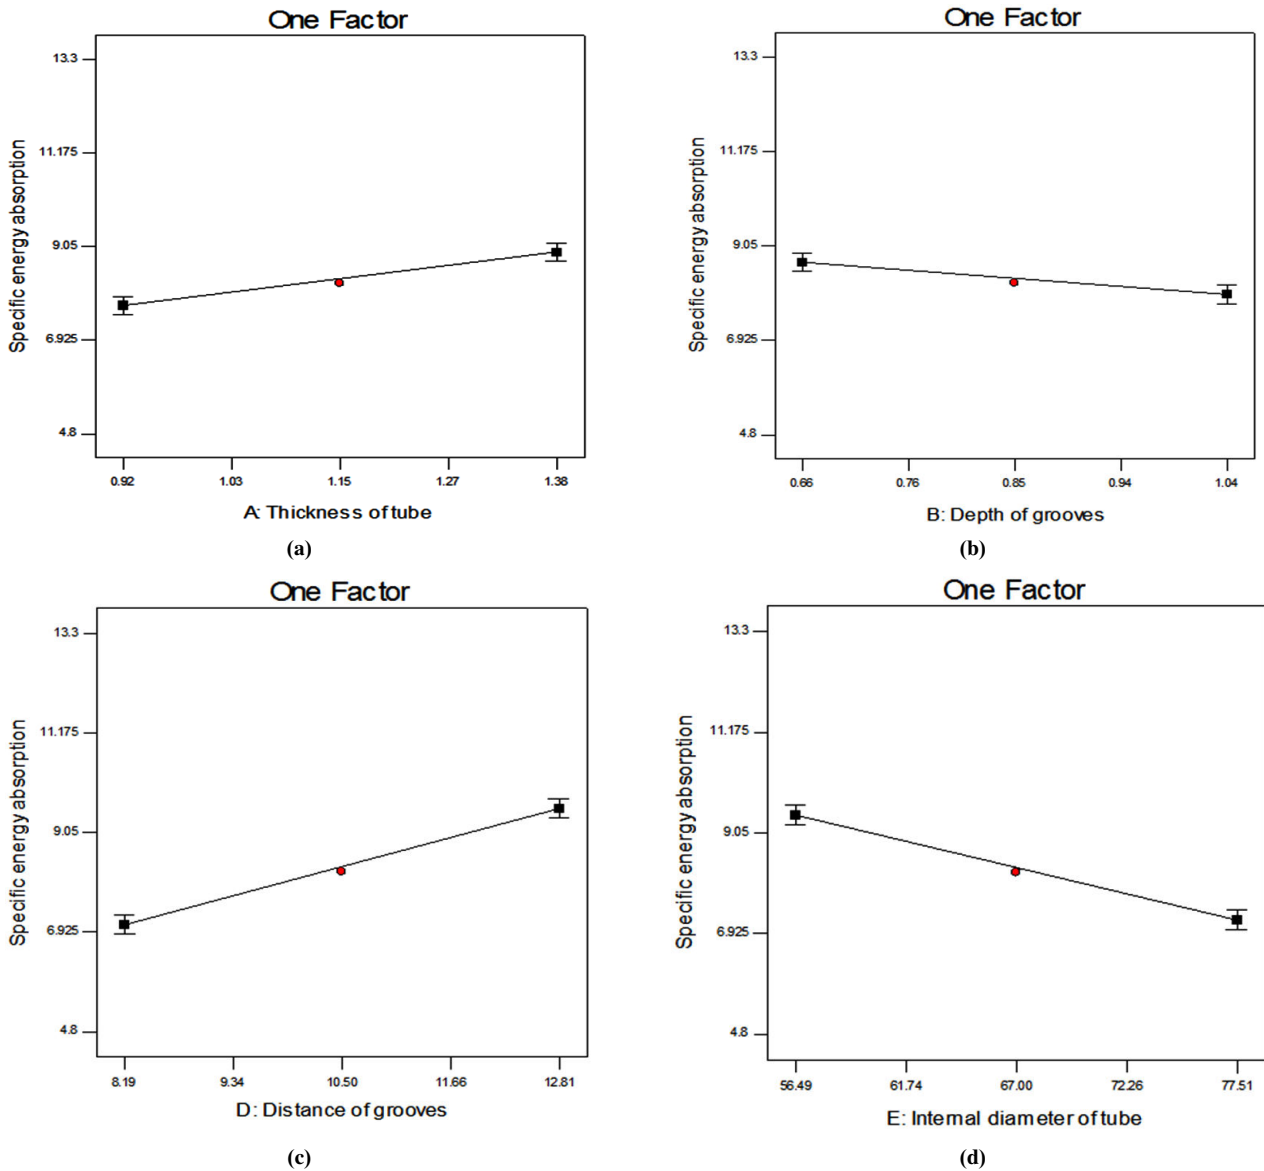 One Factor
Specific energy absorption
13.3
11.175
9.05
6.925
4.8
0.92 1.03 1.15 1.27 1.38
A: Thickness of tube
(a)
One Factor
Specific energy absorption
13.3
11.175
9.05
6.925
4.8
0.66 0.76 0.85 0.94 1.04
B: Depth of grooves
(b)
One Factor
Specific energy absorption
13.3
11.175
9.05
6.925
4.8
8.19 9.34 10.50 11.66 12.81
D: Distance of grooves
(c)
One Factor
Specific energy absorption
13.3
11.175
9.05
6.925
4.8
56.49 61.74 67.00 72.26 77.51
E: Internal diameter of tube
(d)